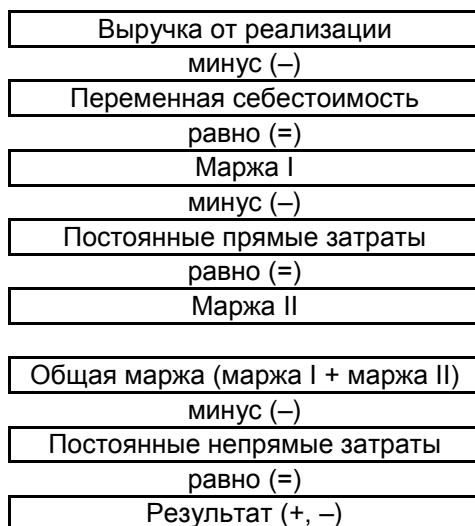 Выручка от реализации
минус (–)
Переменная себестоимость
равно (=)
Маржа I
минус (–)
Постоянные прямые затраты
равно (=)
Маржа II
Общая маржа (маржа I + маржа II)
минус (–)
Постоянные непрямые затраты
равно (=)
Результат (+, –)